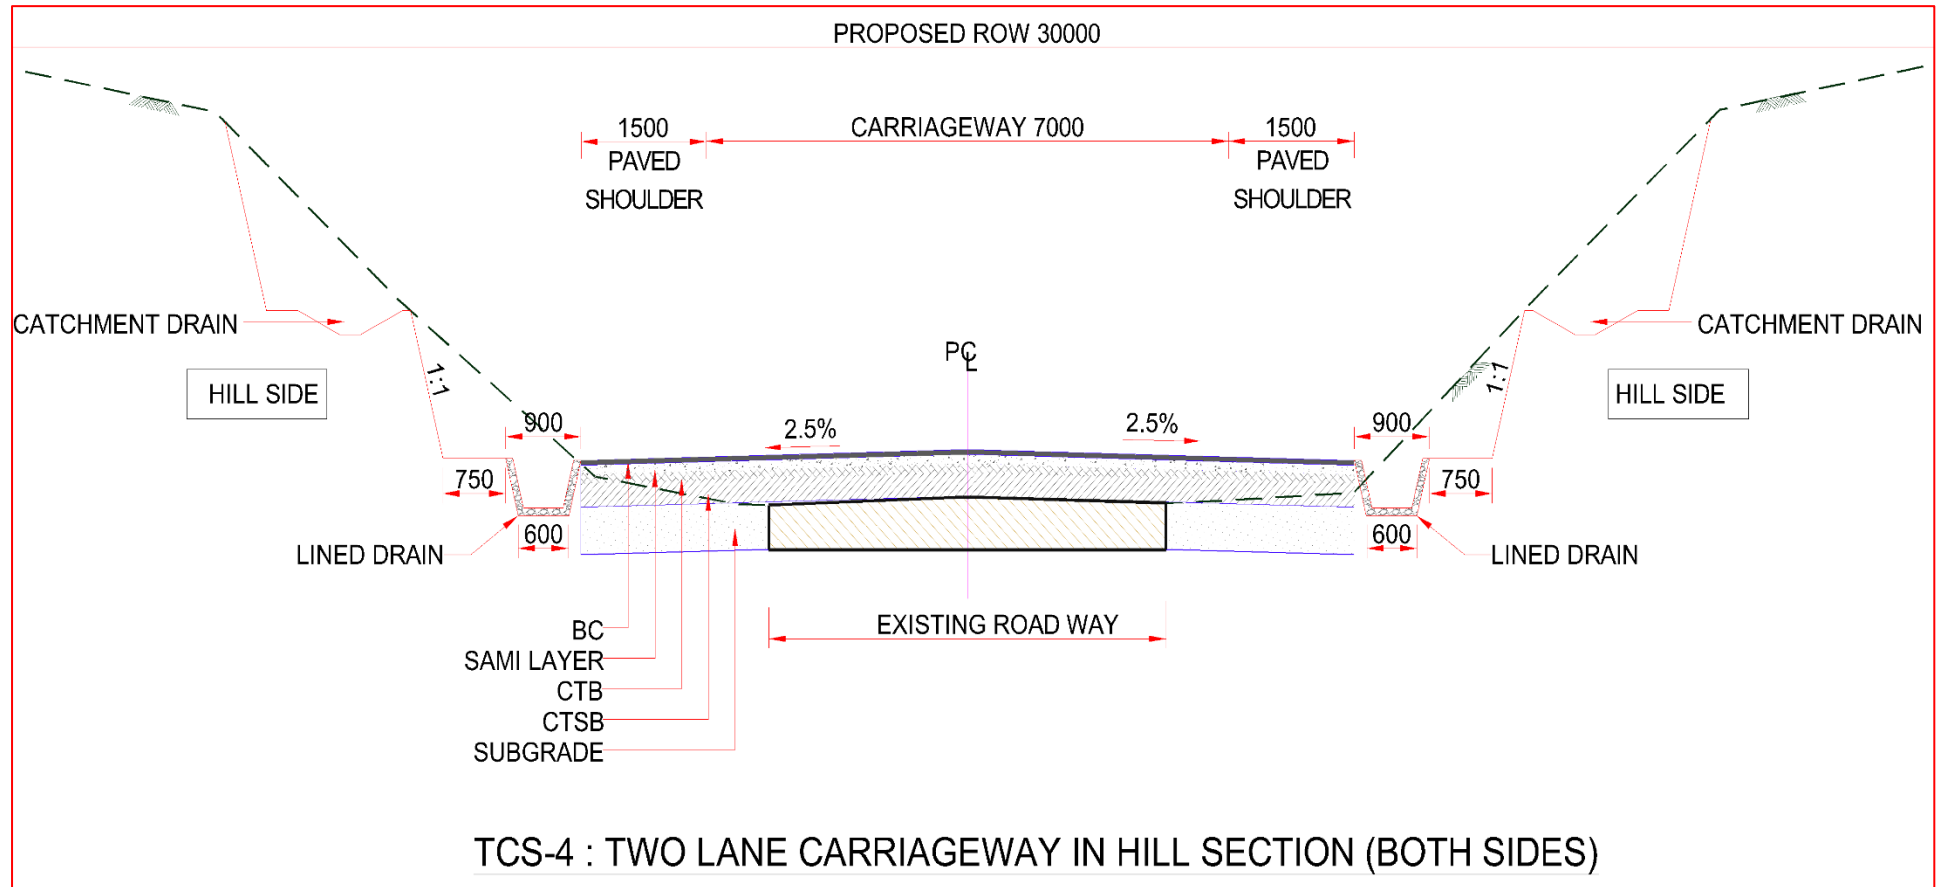 PROPOSED ROW 30000
1500
CARRIAGEWAY 7000
1500
PAVED
SHOULDER
PAVED
SHOULDER
CATCHMENT DRAIN
CATCHMENT DRAIN
PCL
HILL SIDE
1:1
1:1
HILL SIDE
900
2.5%
2.5%
900
750
750
600
600
LINED DRAIN
LINED DRAIN
EXISTING ROAD WAY
BC
SAMI LAYER
CTB
CTSB
SUBGRADE
TCS-4 : TWO LANE CARRIAGEWAY IN HILL SECTION (BOTH SIDES)